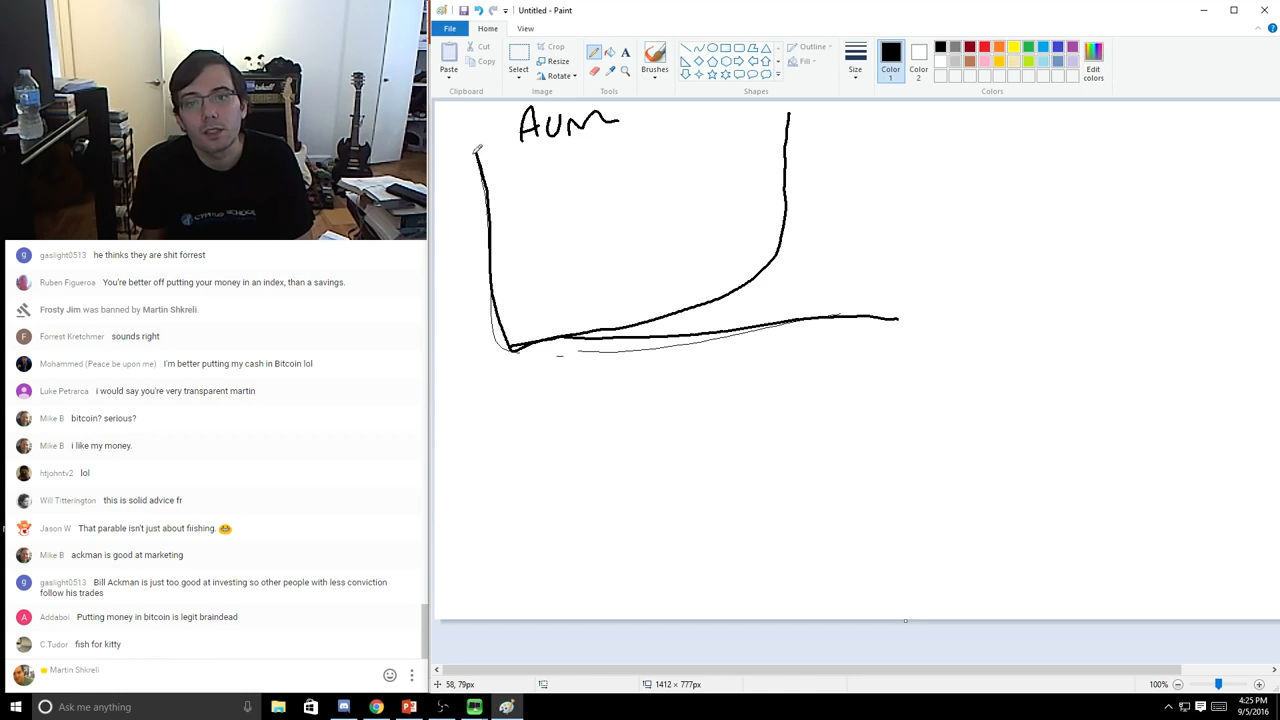 Untitled - Paint
File
Home
View
Paste
Cut
Copy
Clipboard
Select
Crop
Resize
Rotate
Image
Tools
Brushes
Shapes
Outline
Fill
Size
Color
1
Color
2
Edit
colors
Colors
AUM
gaslight0513 he thinks they are shit forrest
Ruben Figueroa You're better off putting your money in an index, than a savings.
Frosty Jim was banned by Martin Shkreli.
F Forrest Kretchmer sounds right
Mohammed (Peace be upon me) I'm better putting my cash in Bitcoin lol
Luke Petrarca i would say you're very transparent martin
Mike B bitcoin? serious?
Mike B i like my money.
htjohntv2 lol
Will Titterington this is solid advice fr
Jason W That parable isn't just about fiishing.
Mike B ackman is good at marketing
gaslight0513 Bill Ackman is just too good at investing so other people with less conviction
follow his trades
A Addaboi Putting money in bitcoin is legit braindead
C.Tudor fish for kitty
Martin Shkreli
58, 79px
1412 × 777px
100%
Ask me anything
4:25 PM
9/5/2016